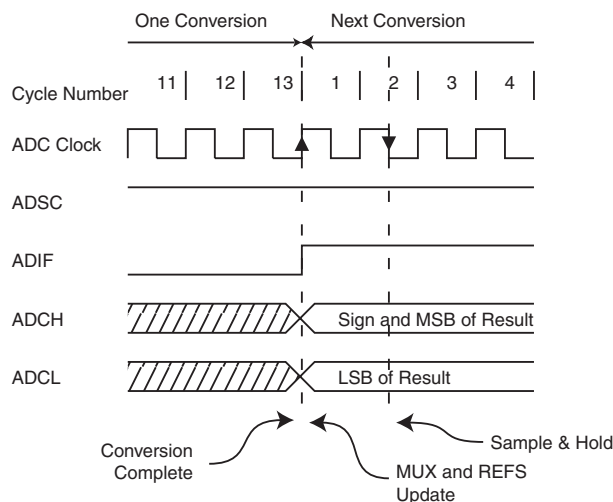 One Conversion Next Conversion
Cycle Number 11 12 13 1 2 3 4
ADC Clock
ADSC
ADIF
ADCH Sign and MSB of Result
ADCL LSB of Result
Conversion
Complete
MUX and REFS
Update
Sample & Hold